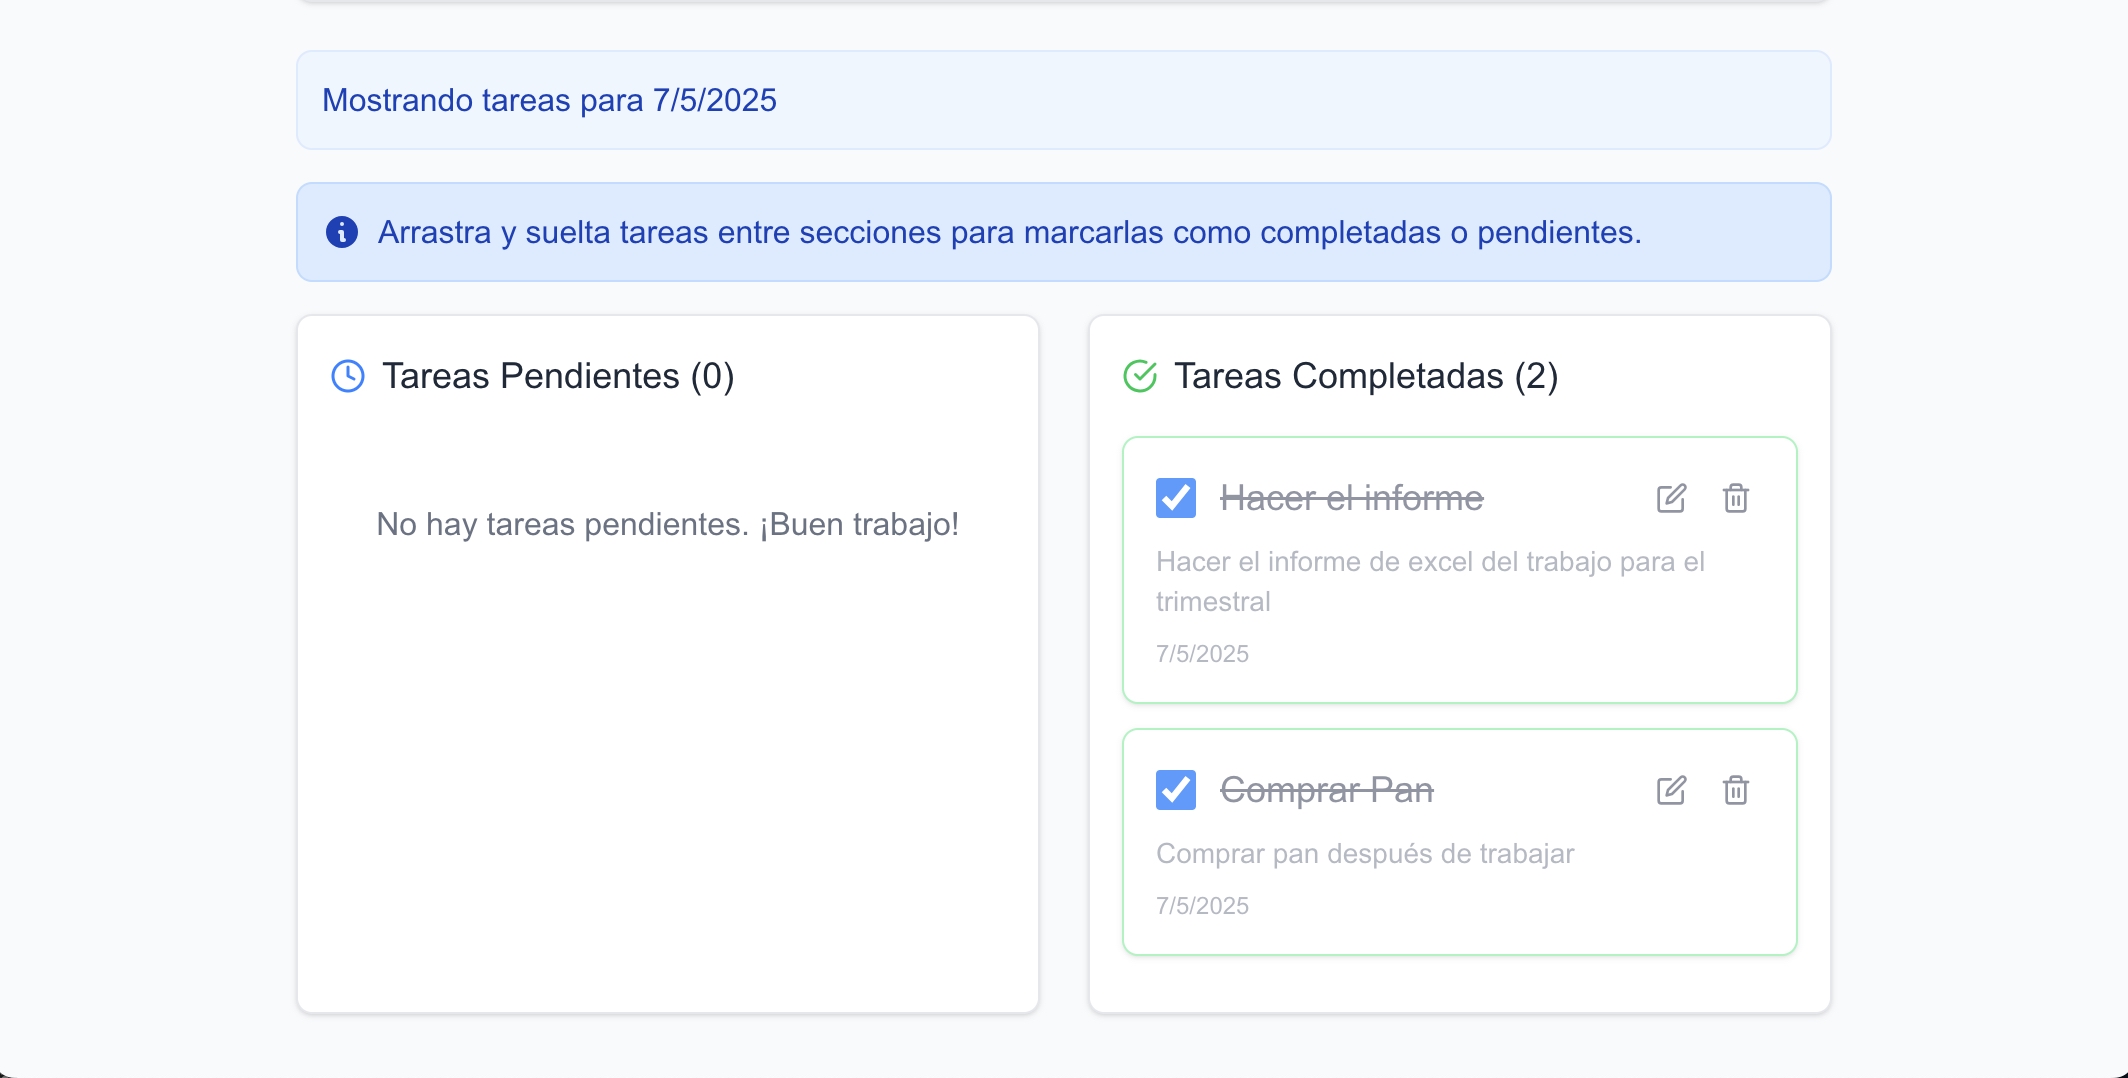 Mostrando tareas para 7/5/2025
Arrastra y suelta tareas entre secciones para marcarlas como completadas o pendientes.
Tareas Pendientes (0)
No hay tareas pendientes. ¡Buen trabajo!
Tareas Completadas (2)
Hacer el informe
Hacer el informe de excel del trabajo para el
trimestral
7/5/2025
Comprar Pan
Comprar pan después de trabajar
7/5/2025